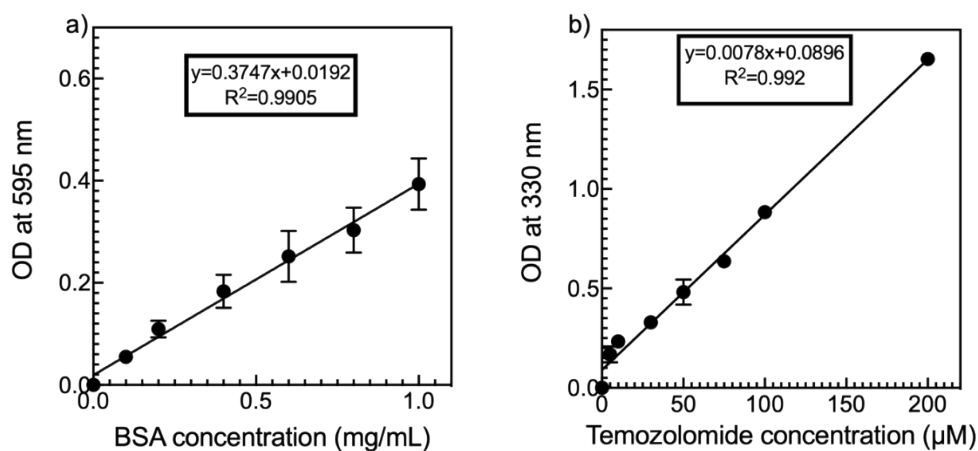 a)
y=0.3747x+0.0192
R²=0.9905
OD at 595 nm
0.6
0.4
0.2
0.0
0.0 0.5 1.0
BSA concentration (mg/mL)
b)
y=0.0078x+0.0896
R²=0.992
OD at 330 nm
1.5
1.0
0.5
0.0
0 50 100 150 200
Temozolomide concentration (µM)